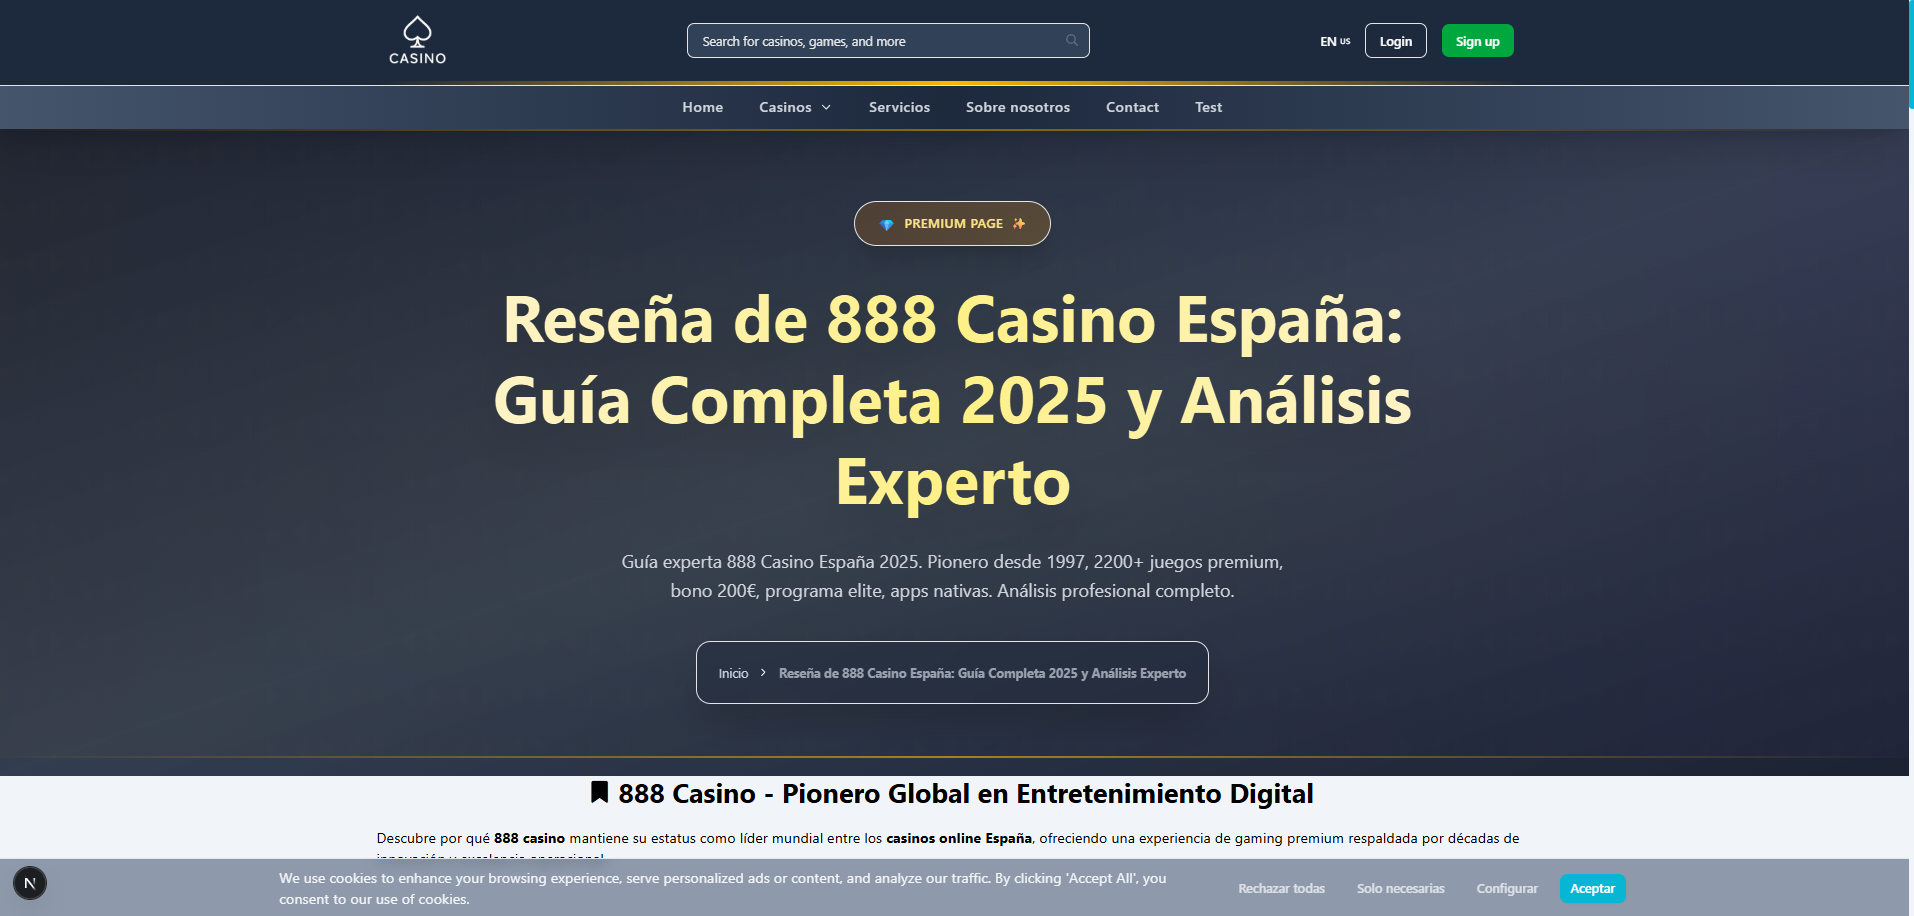 CASINO
Search for casinos, games, and more
EN US
Login
Sign up
Home
Casinos
Servicios
Sobre nosotros
Contact
Test
PREMIUM PAGE
Reseña de 888 Casino España:
Guía Completa 2025 y Análisis
Experto
Guía experta 888 Casino España 2025. Pionero desde 1997, 2200+ juegos premium,
bono 200€, programa elite, apps nativas. Análisis profesional completo.
Inicio > Reseña de 888 Casino España: Guía Completa 2025 y Análisis Experto
888 Casino - Pionero Global en Entretenimiento Digital
Descubre por qué 888 casino mantiene su estatus como líder mundial entre los casinos online España, ofreciendo una experiencia de gaming premium respaldada por décadas de
N
We use cookies to enhance your browsing experience, serve personalized ads or content, and analyze our traffic. By clicking 'Accept All', you
consent to our use of cookies.
Rechazar todas
Solo necesarias
Configurar
Aceptar